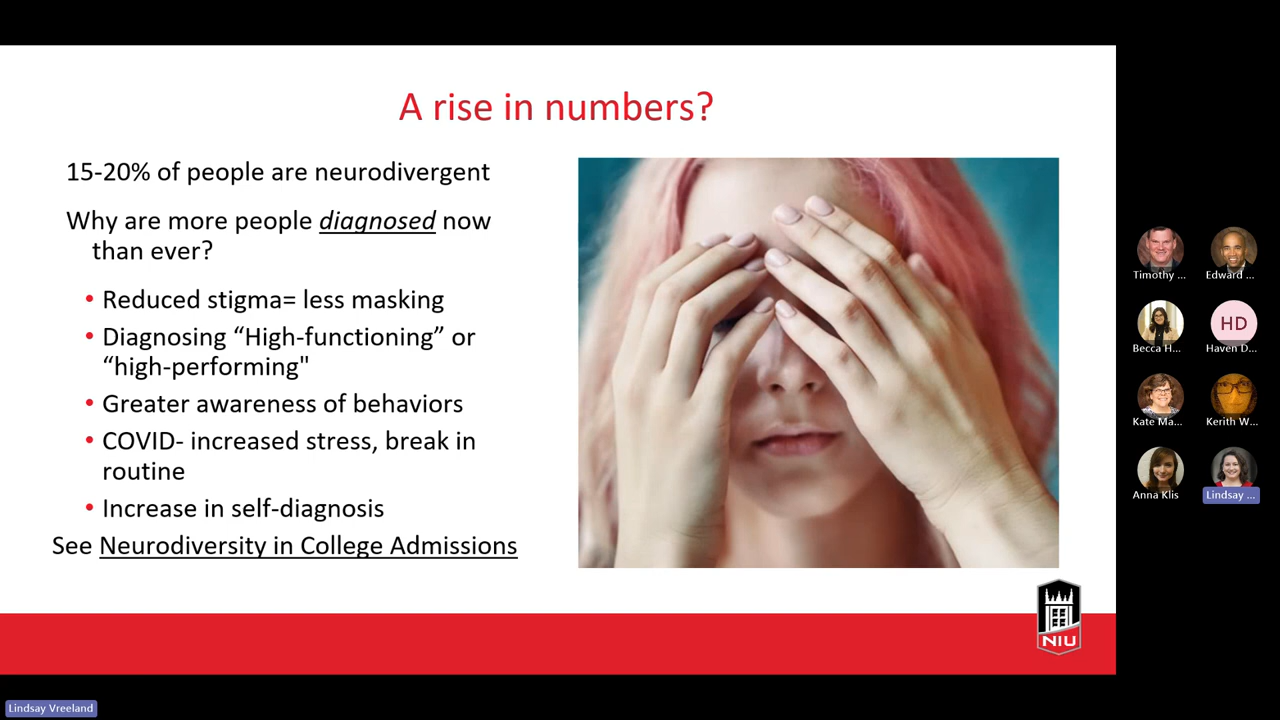 A rise in numbers?
15-20% of people are neurodivergent
Why are more people diagnosed now
than ever?
• Reduced stigma= less masking
• Diagnosing “High-functioning” or
“high-performing"
• Greater awareness of behaviors
• COVID- increased stress, break in
routine
• Increase in self-diagnosis
See Neurodiversity in College Admissions
NIU
Timothy ...
Edward ...
Becca H...
HD
Haven D...
Kate Ma...
Kerith W...
Anna Klis
Lindsay ...
Lindsay Vreeland